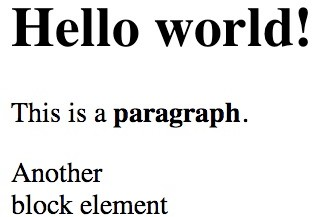 Hello world!
This is a paragraph.
Another
block element